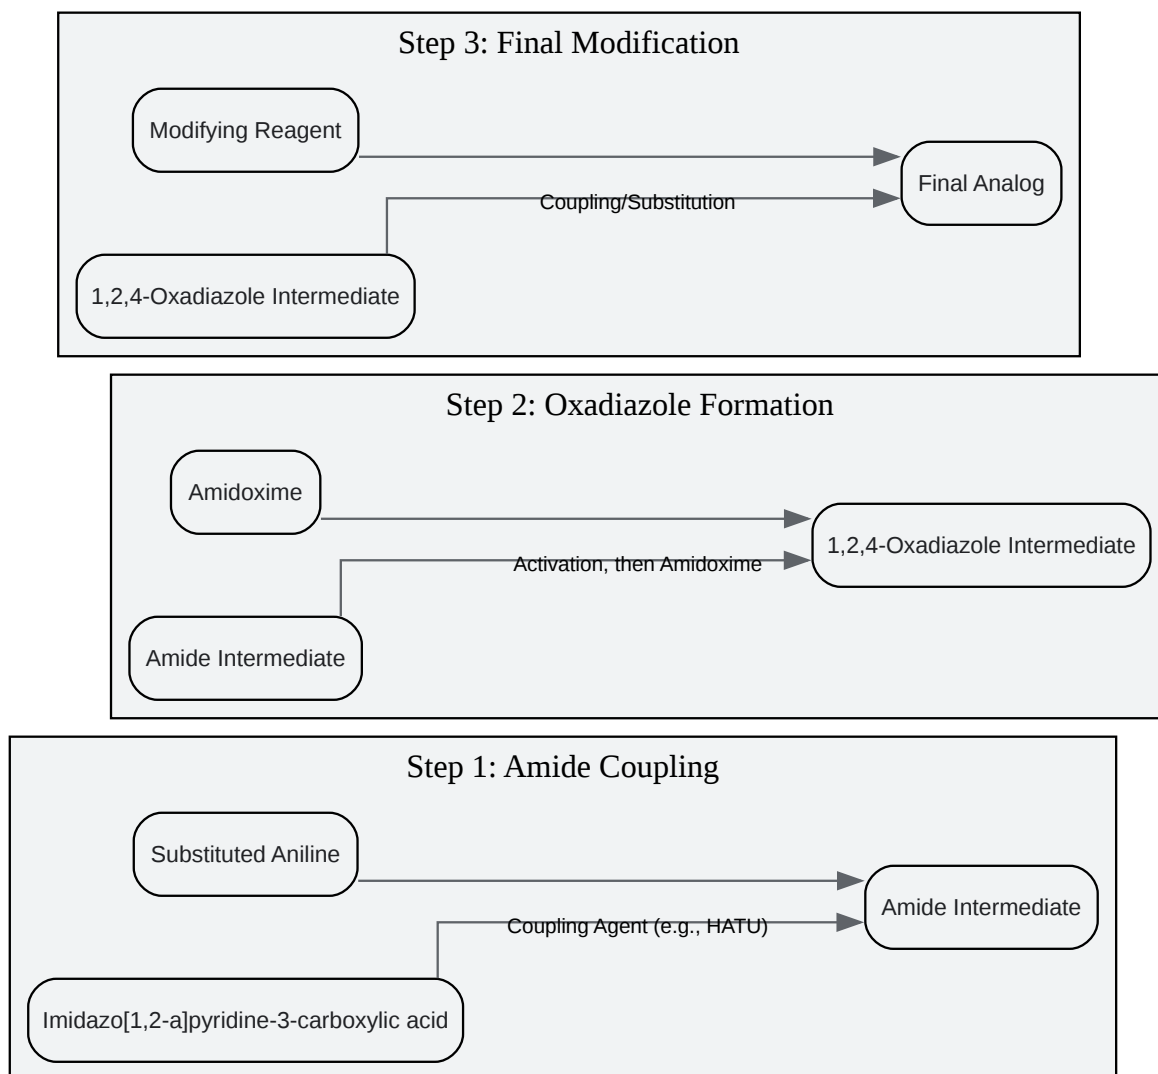 Step 3: Final Modification
Modifying Reagent
Final Analog
Coupling/Substitution
1,2,4-Oxadiazole Intermediate
Step 2: Oxadiazole Formation
Amidoxime
1,2,4-Oxadiazole Intermediate
Activation, then Amidoxime
Amide Intermediate
Step 1: Amide Coupling
Substituted Aniline
Amide Intermediate
Coupling Agent (e.g., HATU)
Imidazo[1,2-a]pyridine-3-carboxylic acid